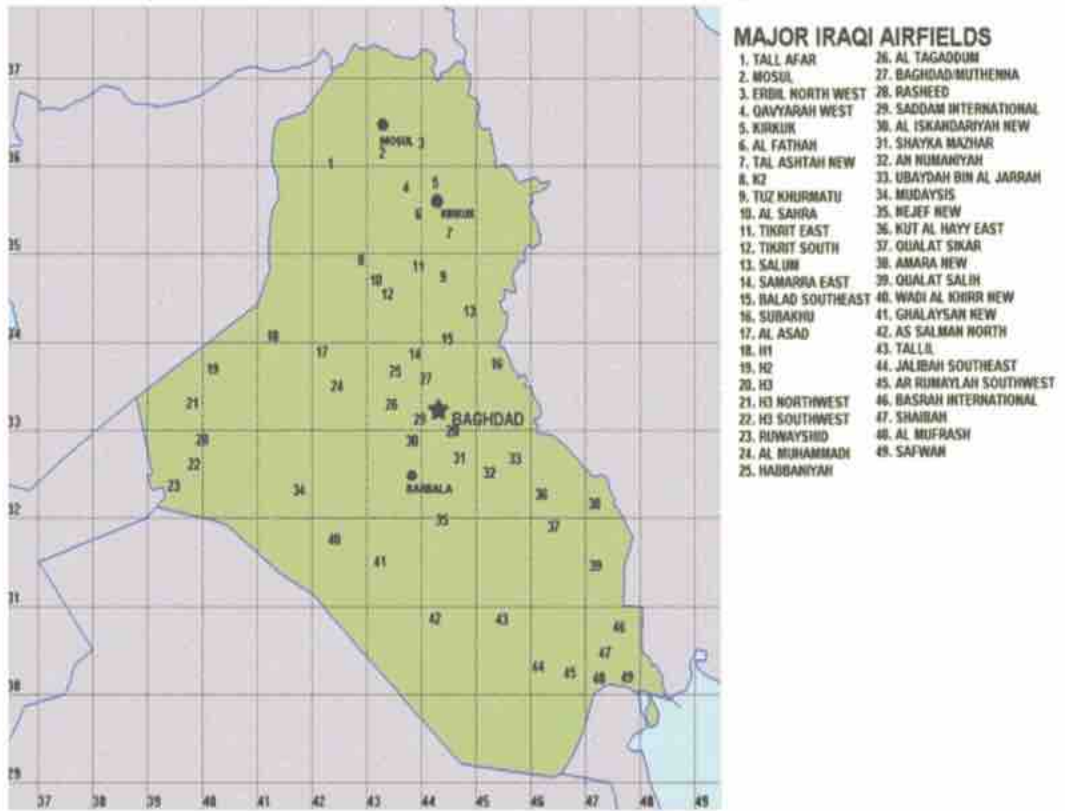 MAJOR IRAQI AIRFIELDS
1. TALL AFAR
2. MOSUL
3. ERBIL NORTH WEST
4. QAVYARAH WEST
5. KIRKUK
6. AL FATHAH
7. TAL ASHTAH NEW
8. K2
9. TUZ KHURMATU
10. AL SAHRA
11. TIKRIT EAST
12. TIKRIT SOUTH
13. SALUM
14. SAMARRA EAST
15. BALAD SOUTHEAST
16. SUBAKHU
17. AL ASAD
18. H1
19. H2
20. H3
21. H3 NORTHWEST
22. H3 SOUTHWEST
23. RUWAYSHID
24. AL MUHAMMADI
25. HABBANIYAH
26. AL TAGADDUM
27. BAGHDAD/MUTHENNA
28. RASHEED
29. SADDAM INTERNATIONAL
30. AL ISKANDARIYAH NEW
31. SHAYKA MAZHAR
32. AN NUMANIYAH
33. UBAYDAH BIN AL JARRAH
34. MUDAYSIS
35. NEJEF NEW
36. KUT AL HAYY EAST
37. QUALAT SIKAR
38. AMARA NEW
39. QUALAT SALIH
40. WADI AL KHIRR NEW
41. GHALAYSAN NEW
42. AS SALMAN NORTH
43. TALLIL
44. JALIBAH SOUTHEAST
45. AR RUMAYLAH SOUTHWEST
46. BASRAH INTERNATIONAL
47. SHAIBAH
48. AL MUFRASH
49. SAFWAN
37
MOSUL
3
2
36
1
4
5
6
KIRKUK
7
35
8
11
10
9
12
13
34
18
15
17
14
16
19
25
27
24
21
26
29
BAGHDAD
33
28
20
30
31
33
22
32
23
KARBALA
34
36
38
32
35
37
40
41
39
31
42
43
46
47
44
45
48
49
30
29
37
38
39
40
41
42
43
44
45
46
47
48
49